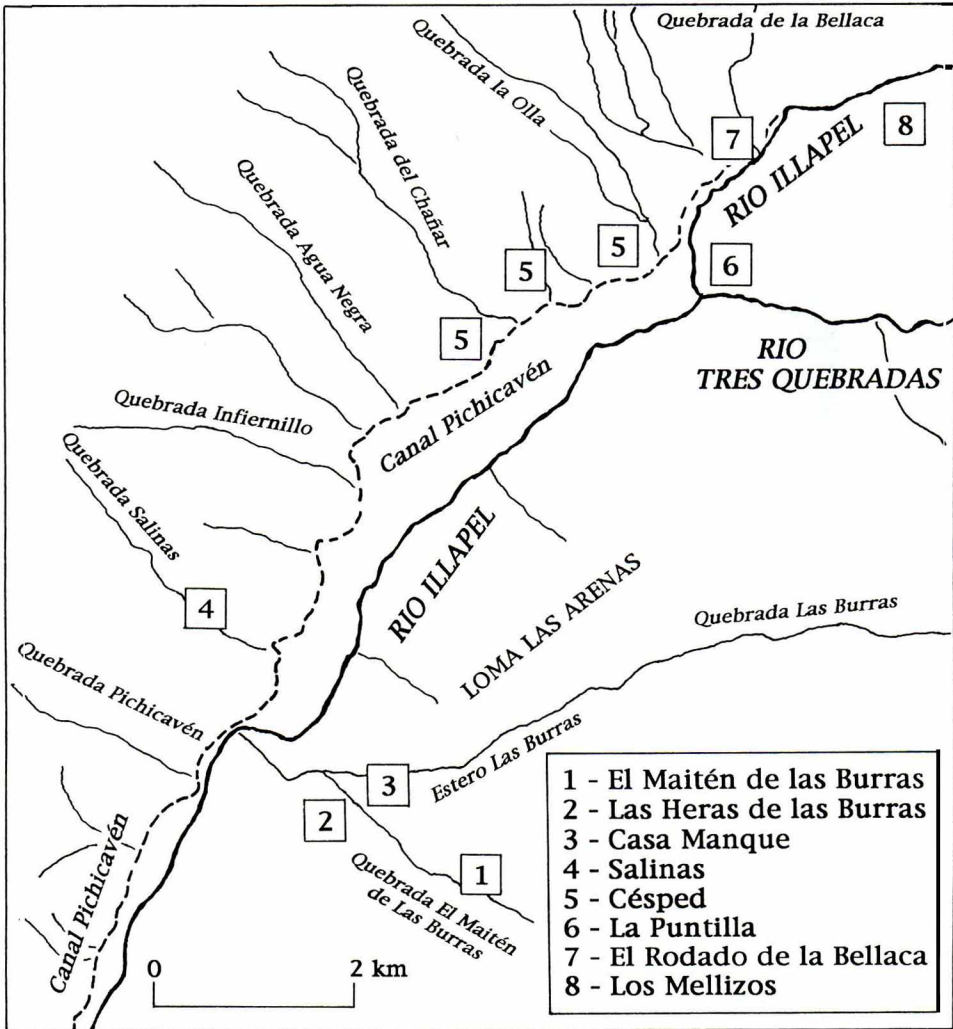 Quebrada de la Bellaca
Quebrada la Olla
Quebrada del Chañar
Quebrada Agua Negra
7
8
RIO ILLAPEL
5
5
6
5
RIO
TRES QUEBRADAS
Canal Pichicavén
Quebrada Infiernillo
Quebrada Salinas
RIO ILLAPEL
4
LOMA LAS ARENAS
Quebrada Las Burras
Quebrada Pichicavén
Estero Las Burras
3
2
1
Quebrada El Maitén
de Las Burras
Canal Pichicavén
0 2 km
1 - El Maitén de las Burras
2 - Las Heras de las Burras
3 - Casa Manque
4 - Salinas
5 - Césped
6 - La Puntilla
7 - El Rodado de la Bellaca
8 - Los Mellizos